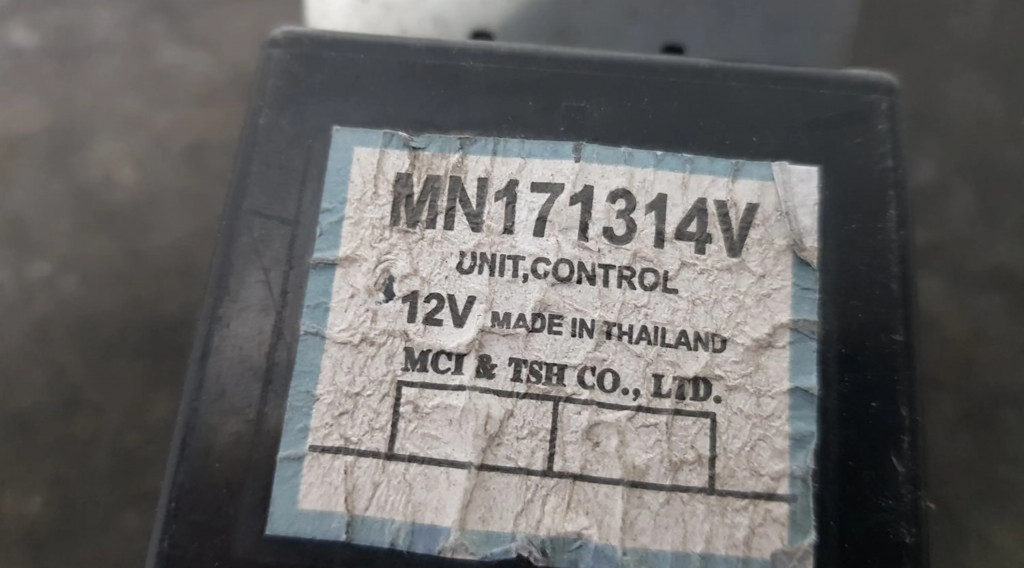 MN171314V
UNIT,CONTROL
12V MADE IN THAILAND
MCI & TSH CO., LTD.